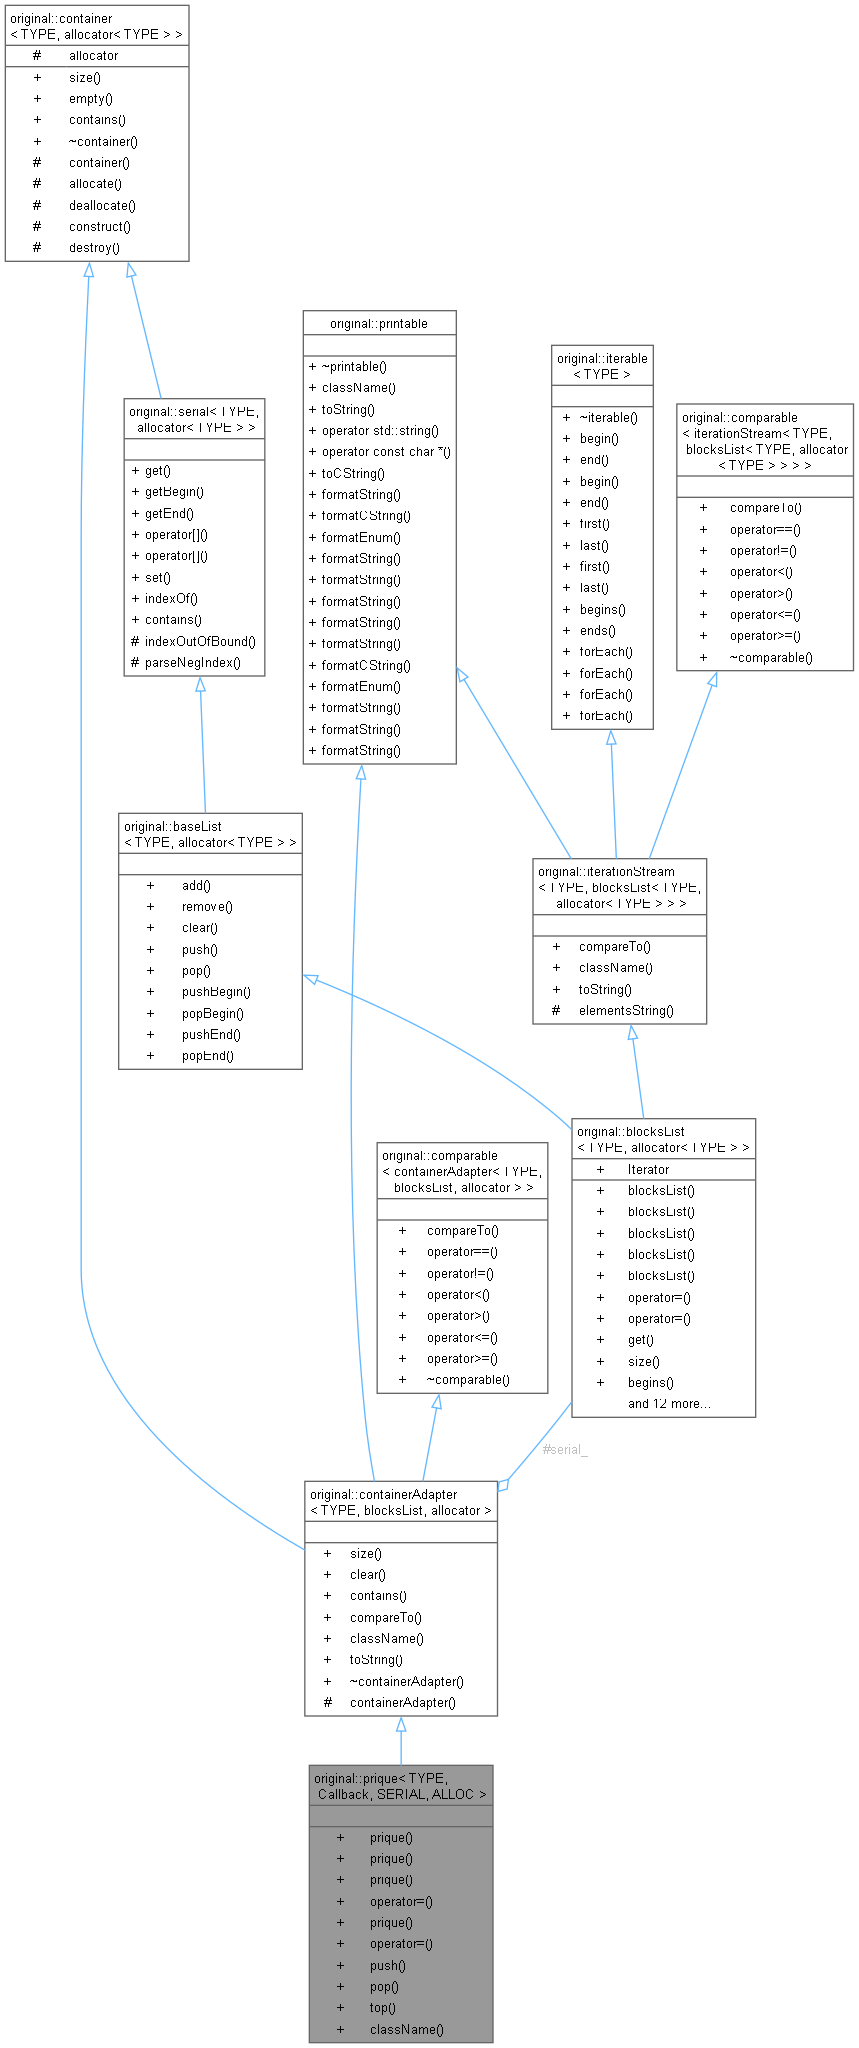 original::container
< TYPE, allocator< TYPE > >
# allocator
+ size()
+ empty()
+ contains()
+ ~container()
# container()
# allocate()
# deallocate()
# construct()
# destroy()
original::serial< TYPE,
allocator< TYPE > >
+ get()
+ getBegin()
+ getEnd()
+ operator[]()
+ operator[]()
+ set()
+ indexOf()
+ contains()
# indexOutOfBound()
# parseNegIndex()
original::printable
+ ~printable()
+ className()
+ toString()
+ operator std::string()
+ operator const char *()
+ toCString()
+ formatString()
+ formatCString()
+ formatEnum()
+ formatString()
+ formatString()
+ formatString()
+ formatString()
+ formatString()
+ formatCString()
+ formatEnum()
+ formatString()
+ formatString()
+ formatString()
original::iterable
< TYPE >
+ ~iterable()
+ begin()
+ end()
+ begin()
+ end()
+ first()
+ last()
+ first()
+ last()
+ begins()
+ ends()
+ forEach()
+ forEach()
+ forEach()
+ forEach()
original::comparable
< iterationStream< TYPE,
blocksList< TYPE, allocator
< TYPE > > > >
+ compareTo()
+ operator==()
+ operator!=()
+ operator<()
+ operator>()
+ operator<=()
+ operator>=()
+ ~comparable()
original::baseList
< TYPE, allocator< TYPE > >
+ add()
+ remove()
+ clear()
+ push()
+ pop()
+ pushBegin()
+ popBegin()
+ pushEnd()
+ popEnd()
original::iterationStream
< TYPE, blocksList< TYPE,
allocator< TYPE > > >
+ compareTo()
+ className()
+ toString()
# elementsString()
original::blocksList
< TYPE, allocator< TYPE > >
+ Iterator
+ blocksList()
+ blocksList()
+ blocksList()
+ blocksList()
+ blocksList()
+ operator=()
+ operator=()
+ get()
+ size()
+ begins()
and 12 more...
original::comparable
< containerAdapter< TYPE,
blocksList, allocator > >
+ compareTo()
+ operator==()
+ operator!=()
+ operator<()
+ operator>()
+ operator<=()
+ operator>=()
+ ~comparable()
#serial_
original::containerAdapter
< TYPE, blocksList, allocator >
+ size()
+ clear()
+ contains()
+ compareTo()
+ className()
+ toString()
+ ~containerAdapter()
# containerAdapter()
original::prique< TYPE,
Callback, SERIAL, ALLOC >
+ prique()
+ prique()
+ prique()
+ operator=()
+ prique()
+ operator=()
+ push()
+ pop()
+ top()
+ className()